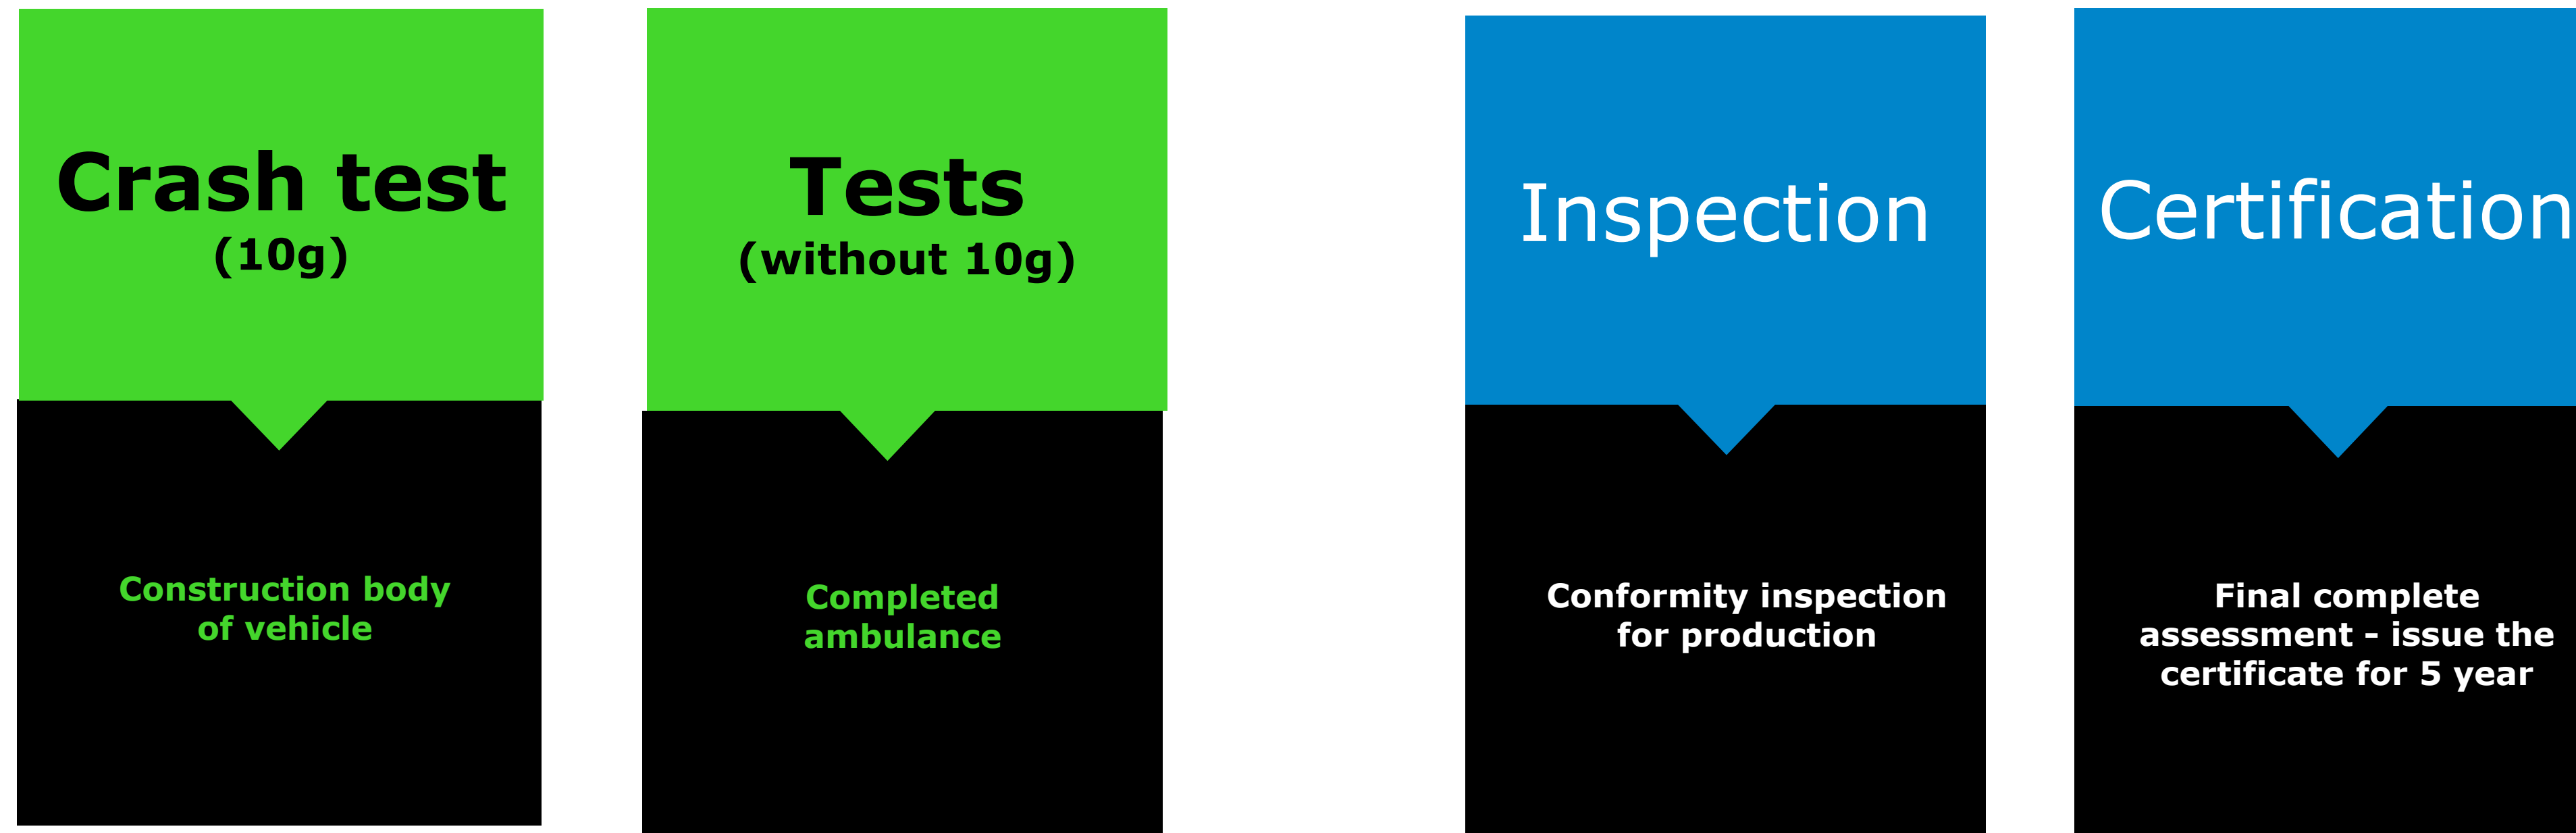 Crash test
(10g)
Construction body
of vehicle
Tests
(without 10g)
Completed
ambulance
Inspection
Conformity inspection
for production
Certification
Final complete
assessment – issue the
certificate for 5 year